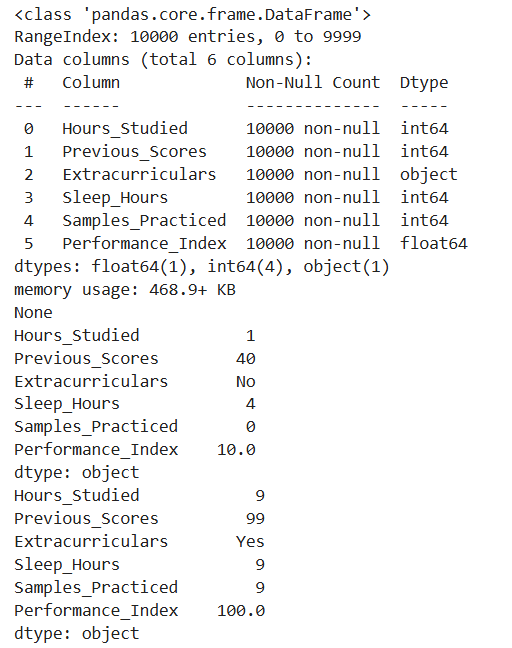 <class 'pandas.core.frame.DataFrame'>
RangeIndex: 10000 entries, 0 to 9999
Data columns (total 6 columns):
 #   Column             Non-Null Count  Dtype
---  ------             --------------  -----
 0   Hours_Studied      10000 non-null  int64
 1   Previous_Scores    10000 non-null  int64
 2   Extracurriculars   10000 non-null  object
 3   Sleep_Hours        10000 non-null  int64
 4   Samples_Practiced  10000 non-null  int64
 5   Performance_Index  10000 non-null  float64
dtypes: float64(1), int64(4), object(1)
memory usage: 468.9+ KB
None
Hours_Studied           1
Previous_Scores        40
Extracurriculars       No
Sleep_Hours             4
Samples_Practiced       0
Performance_Index    10.0
dtype: object
Hours_Studied            9
Previous_Scores         99
Extracurriculars       Yes
Sleep_Hours              9
Samples_Practiced        9
Performance_Index    100.0
dtype: object